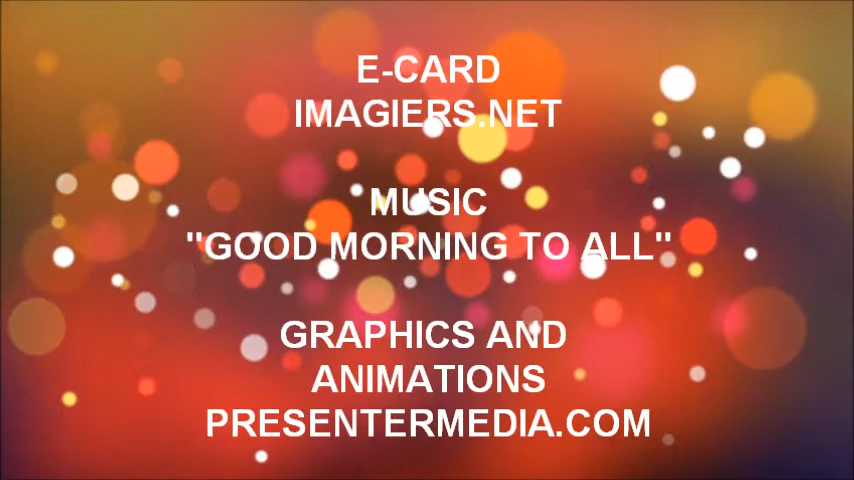 E-CARD
IMAGIERS.NET
MUSIC
"GOOD MORNING TO ALL"
GRAPHICS AND
ANIMATIONS
PRESENTERMEDIA.COM